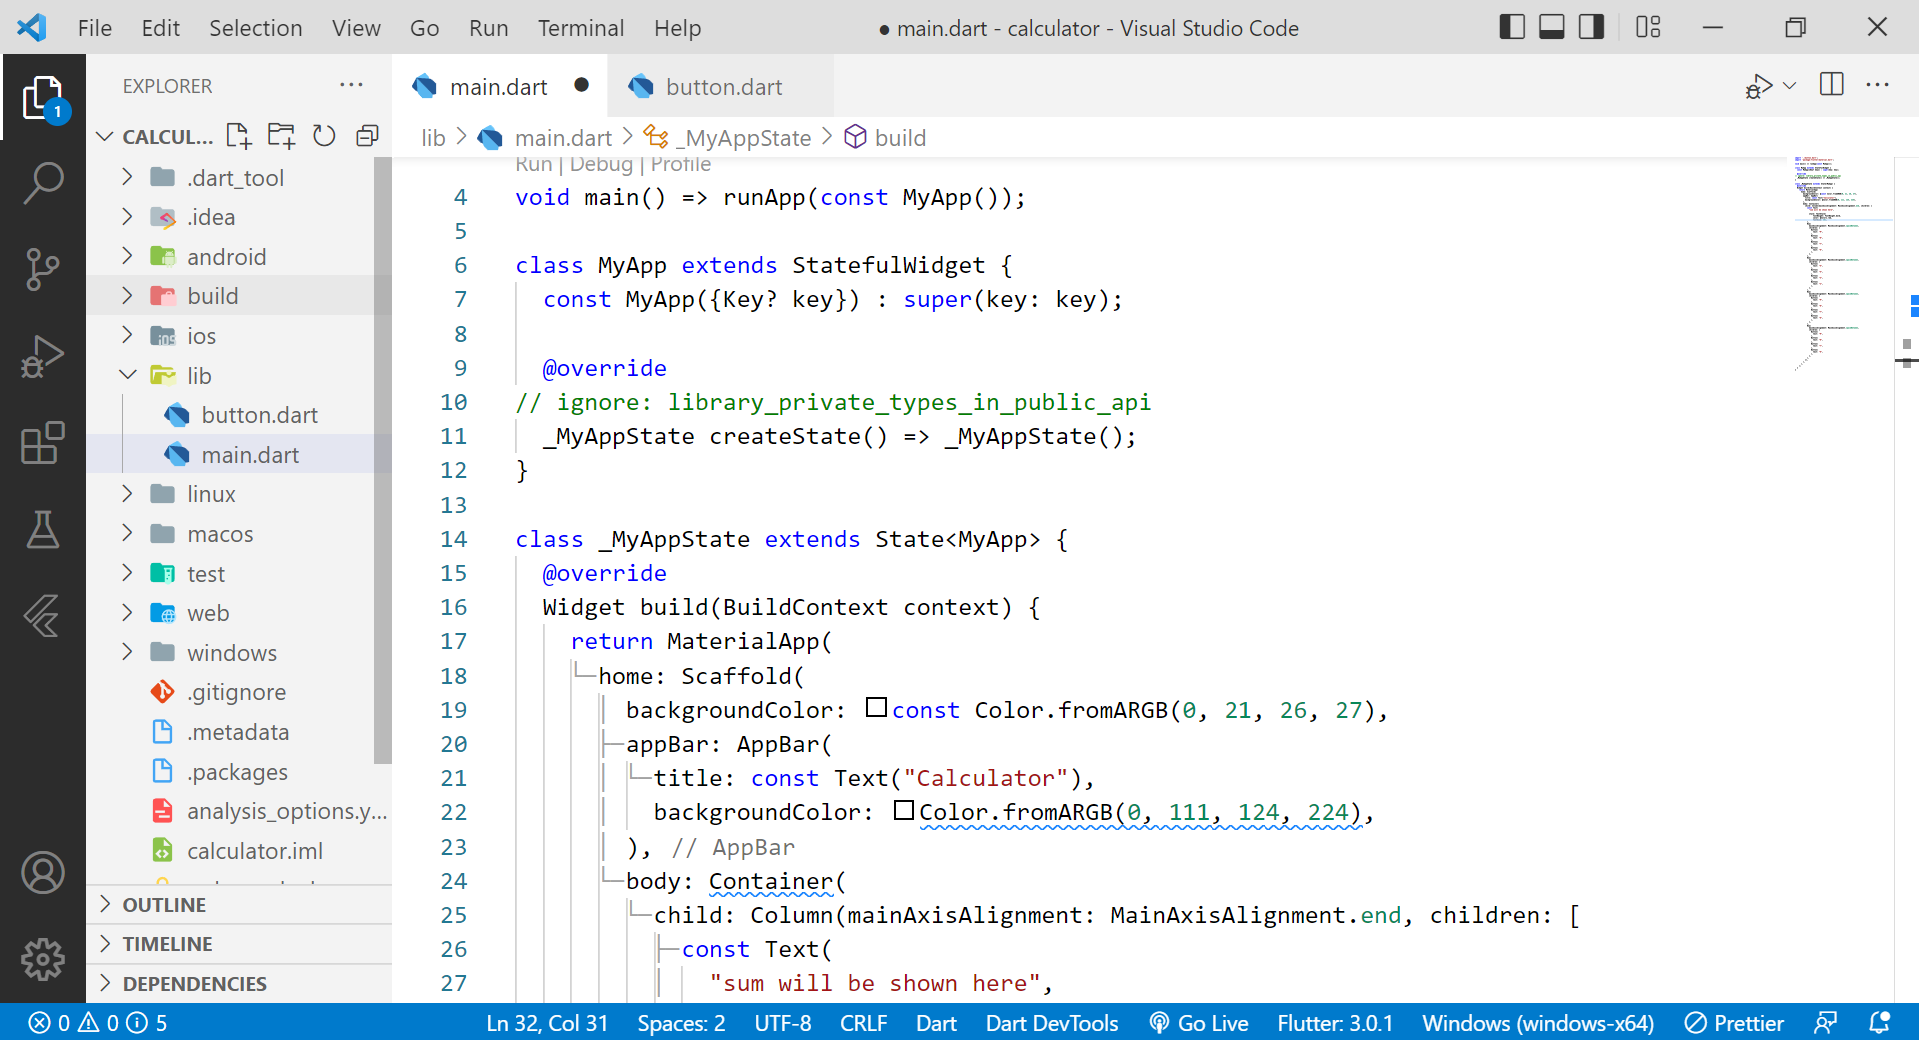 File Edit Selection View Go Run Terminal Help
● main.dart - calculator - Visual Studio Code
1
EXPLORER
CALCUL...
.dart_tool
.idea
android
build
ios
lib
button.dart
main.dart
linux
macos
test
web
windows
.gitignore
.metadata
.packages
analysis_options.y...
calculator.iml
OUTLINE
TIMELINE
DEPENDENCIES
main.dart ● button.dart
lib > main.dart > _MyAppState > build
Run | Debug | Profile
4 void main() => runApp(const MyApp());
5
6 class MyApp extends StatefulWidget {
7 const MyApp({Key? key}) : super(key: key);
8
9 @override
10 // ignore: library_private_types_in_public_api
11 _MyAppState createState() => _MyAppState();
12 }
13
14 class _MyAppState extends State<MyApp> {
15 @override
16 Widget build(BuildContext context) {
17 return MaterialApp(
18 home: Scaffold(
19 backgroundColor: const Color.fromARGB(0, 21, 26, 27),
20 appBar: AppBar(
21 title: const Text("Calculator"),
22 backgroundColor: Color.fromARGB(0, 111, 124, 224),
23 ), // AppBar
24 body: Container(
25 child: Column(mainAxisAlignment: MainAxisAlignment.end, children: [
26 const Text(
27 "sum will be shown here",
0 0 5 Ln 32, Col 31 Spaces: 2 UTF-8 CRLF Dart Dart DevTools Go Live Flutter: 3.0.1 Windows (windows-x64) Prettier